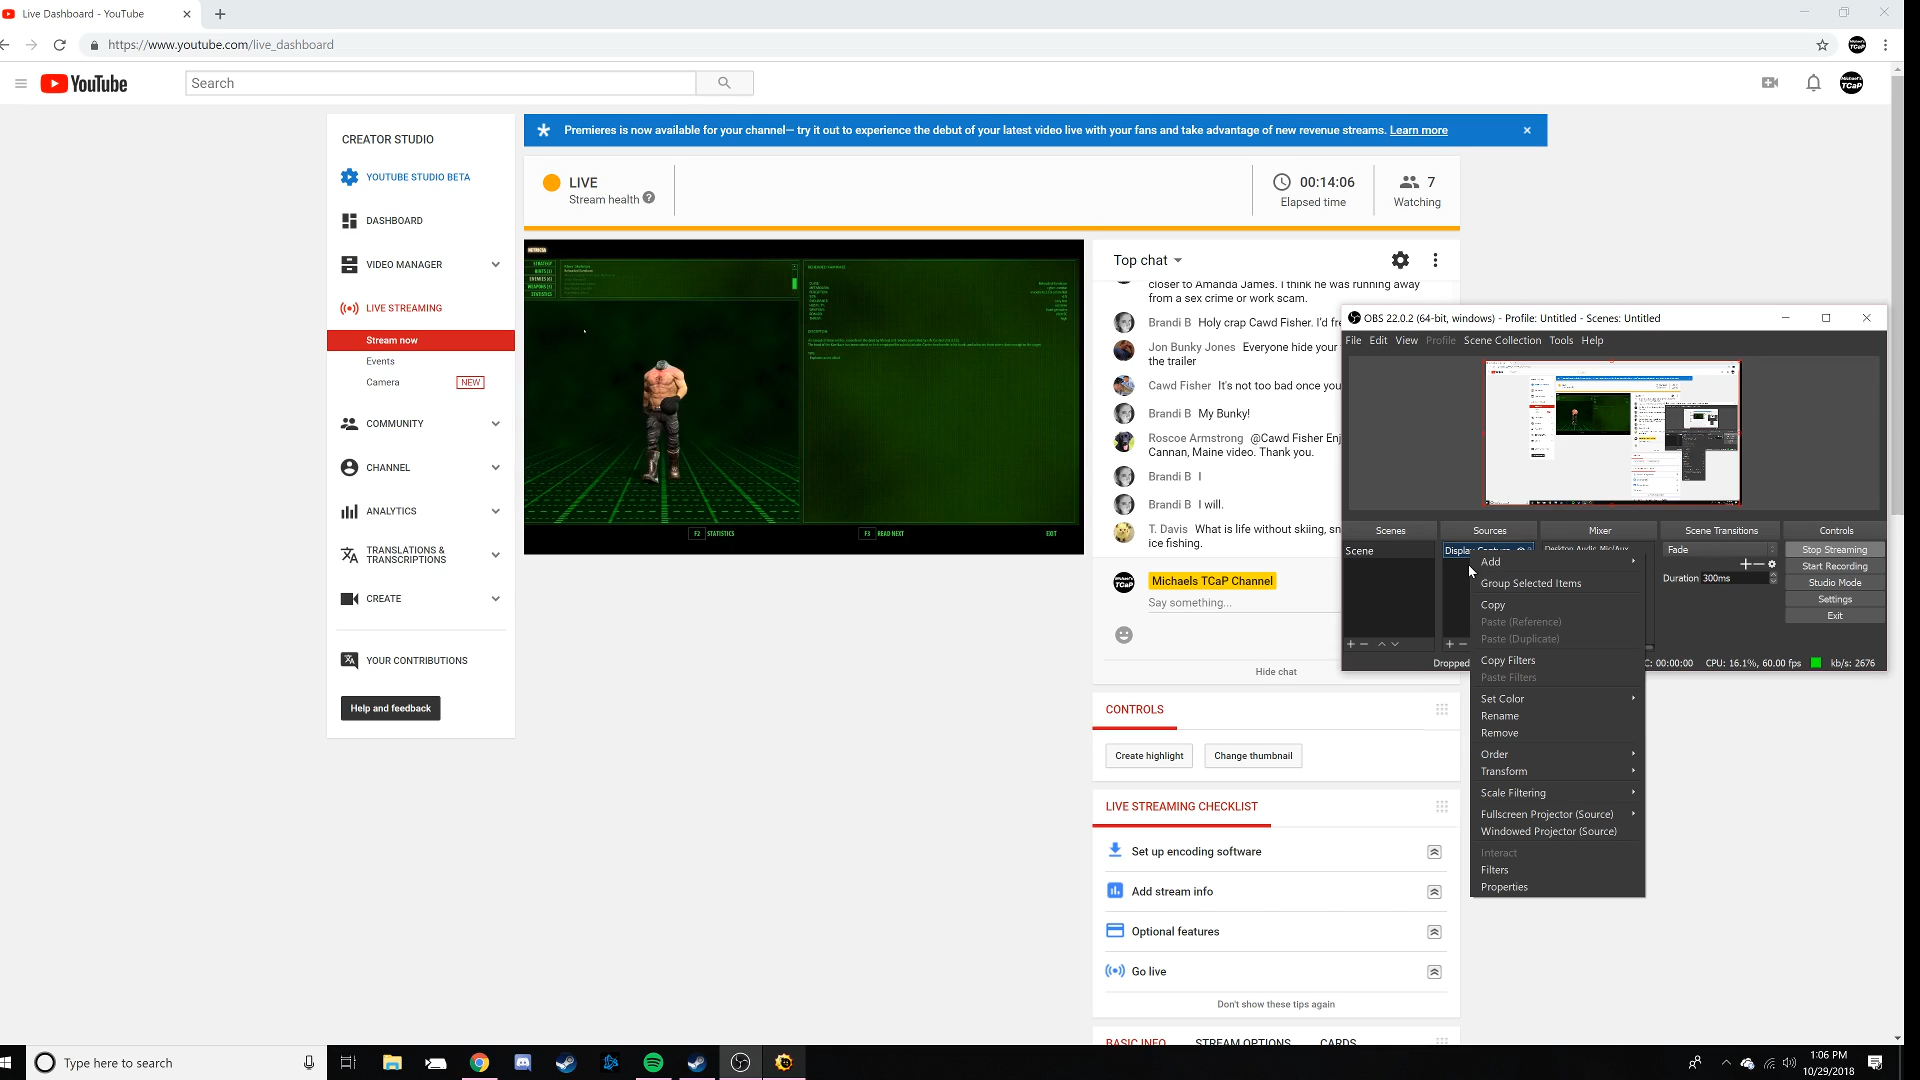 Live Dashboard - YouTube
https://www.youtube.com/live_dashboard
YouTube
Search
CREATOR STUDIO
YOUTUBE STUDIO BETA
DASHBOARD
VIDEO MANAGER
LIVE STREAMING
Stream now
Events
Camera NEW
COMMUNITY
CHANNEL
ANALYTICS
TRANSLATIONS &
TRANSCRIPTIONS
CREATE
YOUR CONTRIBUTIONS
Help and feedback
Premieres is now available for your channel— try it out to experience the debut of your latest video live with your fans and take advantage of new revenue streams. Learn more
LIVE
Stream health
00:14:06
Elapsed time
7
Watching
STATISTICS
F2 STATISTICS
F3 READ NEXT
EXIT
Top chat
closer to Amanda James. I think he was running away
from a sex crime or work scam.
Brandi B Holy crap Cawd Fisher. I'd fr
Jon Bunky Jones Everyone hide your
the trailer
Cawd Fisher It's not too bad once you
Brandi B My Bunky!
Roscoe Armstrong @Cawd Fisher Enj
Cannan, Maine video. Thank you.
Brandi B I
Brandi B I will.
T. Davis What is life without skiing, sn
ice fishing.
Michaels TCaP Channel
Say something...
Hide chat
CONTROLS
Create highlight
Change thumbnail
LIVE STREAMING CHECKLIST
Set up encoding software
Add stream info
Optional features
Go live
Don't show these tips again
BASIC INFO STREAM OPTIONS CARDS
OBS 22.0.2 (64-bit, windows) - Profile: Untitled - Scenes: Untitled
File Edit View Profile Scene Collection Tools Help
Scenes
Sources
Mixer
Scene Transitions
Controls
Scene
Display Capture
Desktop Audio Mic/Aux
Fade
Duration 300ms
Stop Streaming
Start Recording
Studio Mode
Settings
Exit
Dropped
C: 00:00:00 CPU: 16.1%, 60.00 fps kb/s: 2676
Add
Group Selected Items
Copy
Paste (Reference)
Paste (Duplicate)
Copy Filters
Paste Filters
Set Color
Rename
Remove
Order
Transform
Scale Filtering
Fullscreen Projector (Source)
Windowed Projector (Source)
Interact
Filters
Properties
Type here to search
1:06 PM
10/29/2018